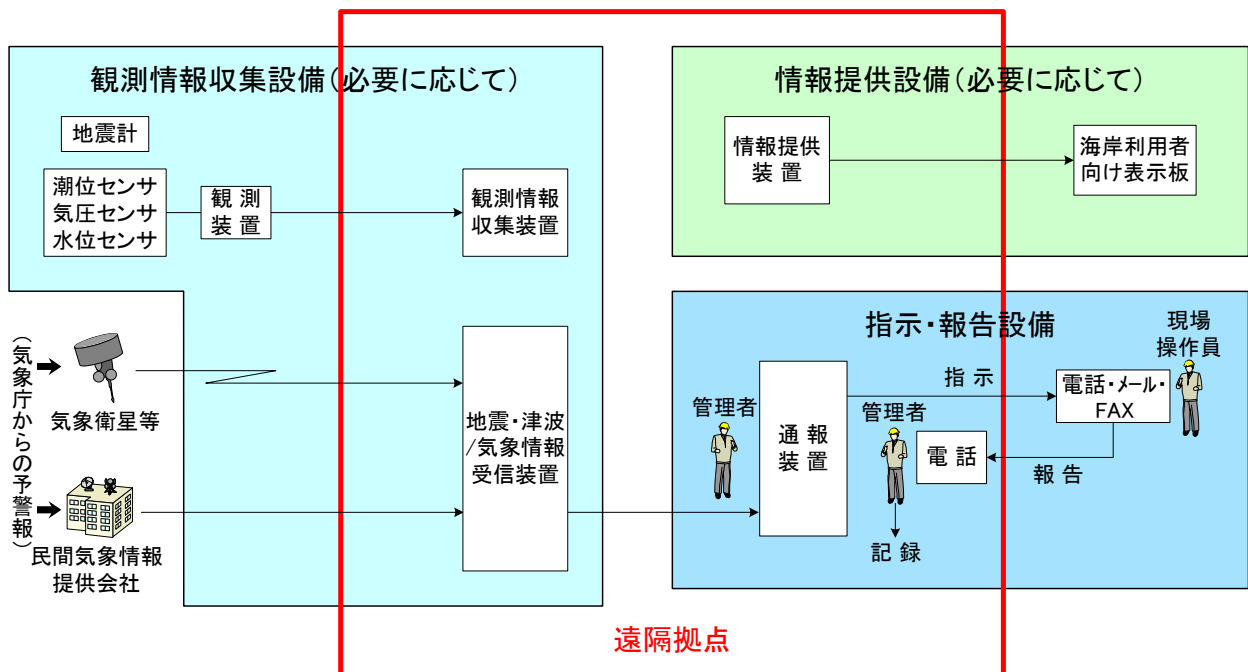 観測情報収集設備(必要に応じて)
地震計
潮位センサ
気圧センサ
水位センサ
観 測
装 置
観測情報
収集装置
(気象庁からの予警報)
気象衛星等
民間気象情報
提供会社
地震・津波
/気象情報
受信装置
情報提供設備(必要に応じて)
情報提供
装 置
海岸利用者
向け表示板
指示・報告設備
管理者
通 報
装 置
指 示
管理者
電 話
記 録
現場
操作員
電話・メール・
FAX
報 告
遠隔拠点